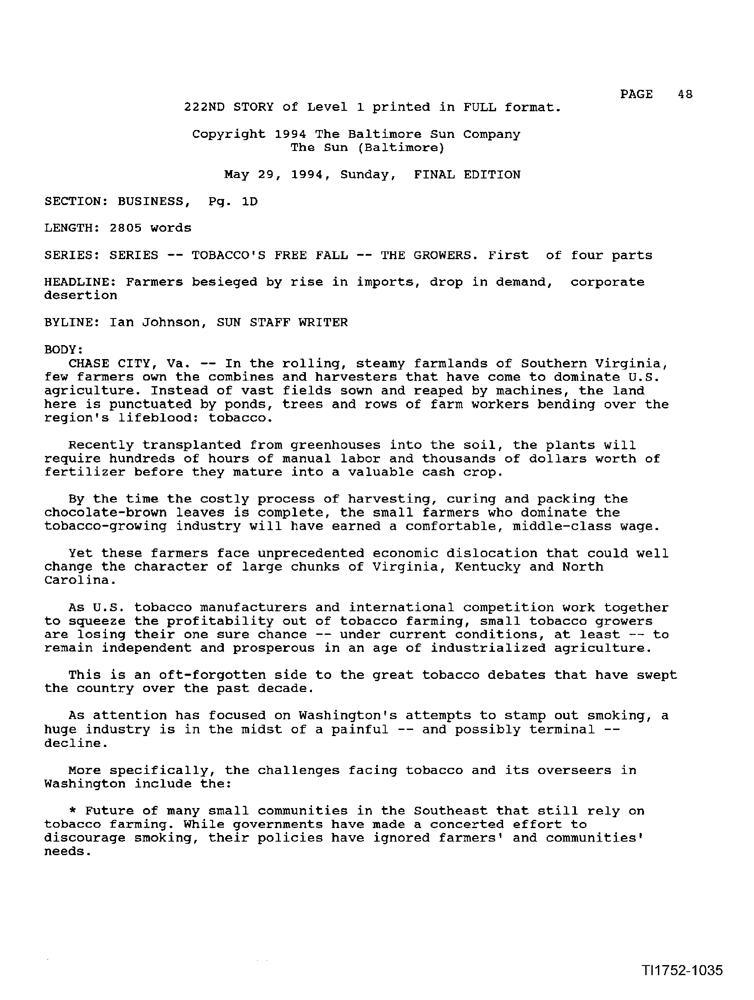 PAGE 48
222ND STORY of Level 1 printed in FULL format.
Copyright 1994 The Baltimore Sun Company
The Sun (Baltimore)
May 29, 1994, Sunday, FINAL EDITION
SECTION: BUSINESS, Pg. 1D
LENGTH: 2805 words
SERIES: SERIES -- TOBACCO'S FREE FALL -- THE GROWERS. First of four parts
HEADLINE: Farmers besieged by rise in imports, drop in demand, corporate
desertion
BYLINE: Ian Johnson, SUN STAFF WRITER
BODY:
CHASE CITY, Va. -- In the rolling, steamy farmlands of Southern Virginia,
few farmers own the combines and harvesters that have come to dominate U.S.
agriculture. Instead of vast fields sown and reaped by machines, the land
here is punctuated by ponds, trees and rows of farm workers bending over the
region's lifeblood: tobacco.
Recently transplanted from greenhouses into the soil, the plants will
require hundreds of hours of manual labor and thousands of dollars worth of
fertilizer before they mature into a valuable cash crop.
By the time the costly process of harvesting, curing and packing the
chocolate-brown leaves is complete, the small farmers who dominate the
tobacco-growing industry will have earned a comfortable, middle-class wage.
Yet these farmers face unprecedented economic dislocation that could well
change the character of large chunks of Virginia, Kentucky and North
Carolina.
As U.S. tobacco manufacturers and international competition work together
to squeeze the profitability out of tobacco farming, small tobacco growers
are losing their one sure chance -- under current conditions, at least -- to
remain independent and prosperous in an age of industrialized agriculture.
This is an oft-forgotten side to the great tobacco debates that have swept
the country over the past decade.
As attention has focused on Washington's attempts to stamp out smoking, a
huge industry is in the midst of a painful -- and possibly terminal --
decline.
More specifically, the challenges facing tobacco and its overseers in
Washington include the:
* Future of many small communities in the Southeast that still rely on
tobacco farming. While governments have made a concerted effort to
discourage smoking, their policies have ignored farmers' and communities'
needs.
TI1752-1035